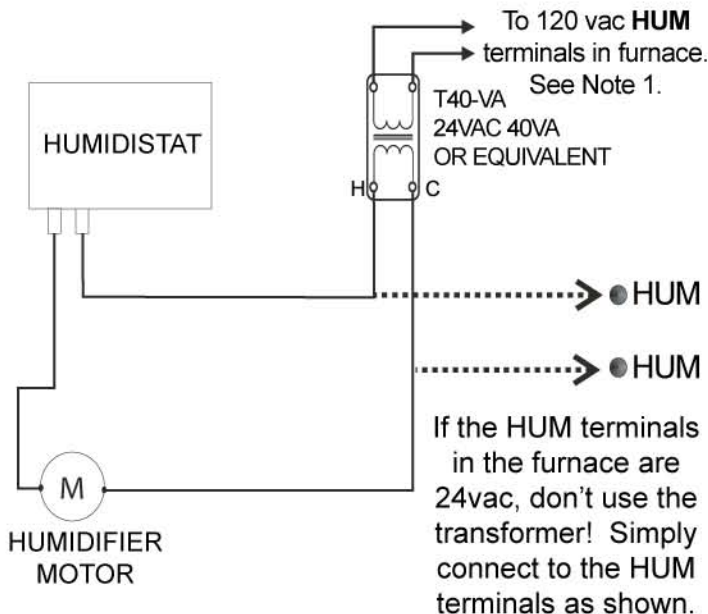 To 120 vac HUM
terminals in furnace.
See Note 1.
T40-VA
24VAC 40VA
OR EQUIVALENT
HUMIDISTAT
H
C
HUM
HUM
If the HUM terminals
in the furnace are
24vac, don't use the
transformer! Simply
connect to the HUM
terminals as shown.
M
HUMIDIFIER
MOTOR